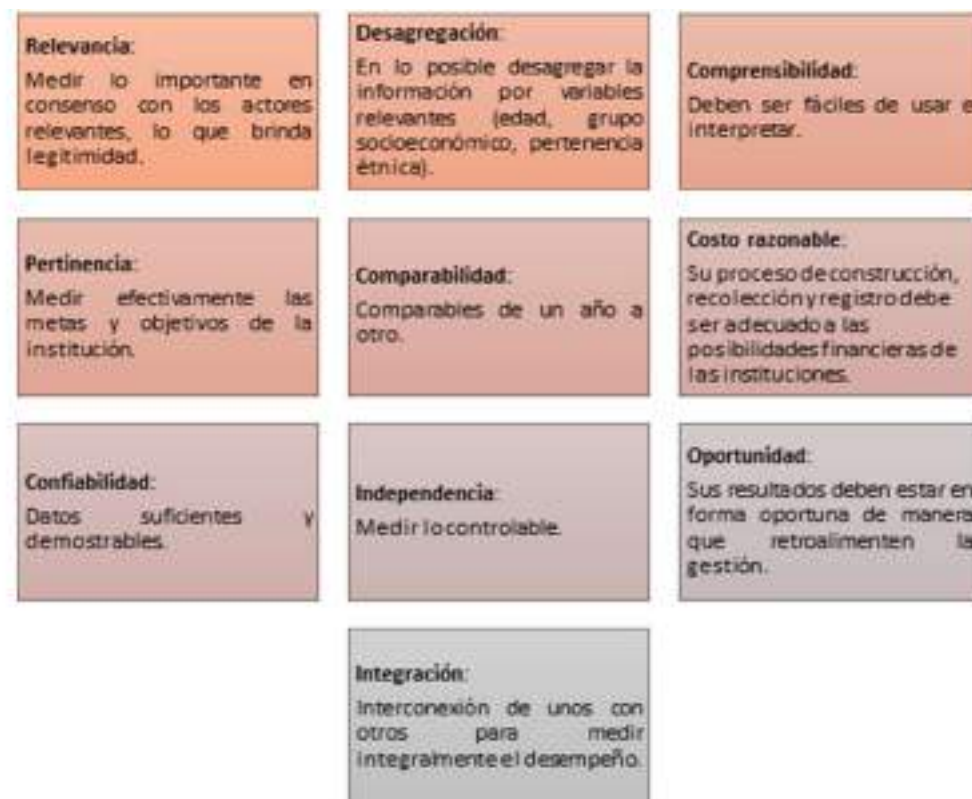 Relevancia:
Medir lo importante en
consenso con los actores
relevantes, lo que brinda
legitimidad.
Desagregación:
En lo posible desagregar la
información por variables
relevantes (edad, grupo
socioeconómico, pertenencia
étnica).
Comprensibilidad:
Deben ser fáciles de usar e
interpretar.
Pertinencia:
Medir efectivamente las
metas y objetivos de la
institución.
Comparabilidad:
Comparables de un año a
otro.
Costo razonable:
Su proceso de construcción,
recolección y registro debe
ser adecuado a las
posibilidades financieras de
las instituciones.
Confiabilidad:
Datos suficientes y
demostrables.
Independencia:
Medir lo controlable.
Oportunidad:
Sus resultados deben estar en
forma oportuna de manera
que retroalimenten la
gestión.
Integración:
Interconexión de unos con
otros para medir
integralmente el desempeño.